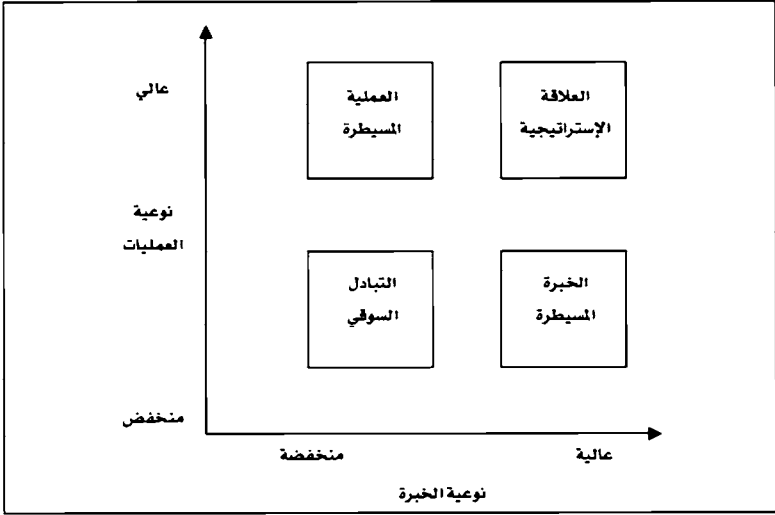 عالي
العلاقة
الإستراتيجية
العملية
المسيطرة
نوعية
العمليات
الخبرة
المسيطرة
التبادل
السوقي
منخفض
منخفضة
عالية
نوعية الخبرة